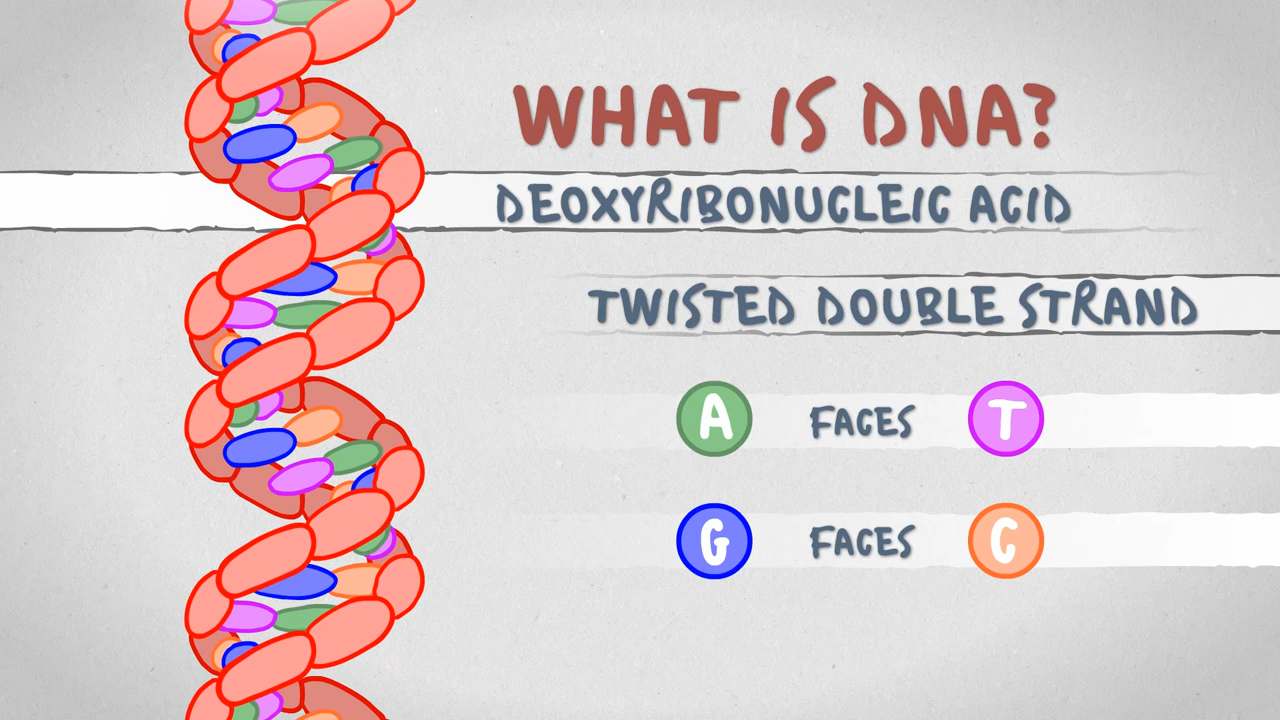 WHAT IS DNA?
DEOXYRIBONUCLEIC ACID
TWISTED DOUBLE STRAND
A FACES T
G FACES C